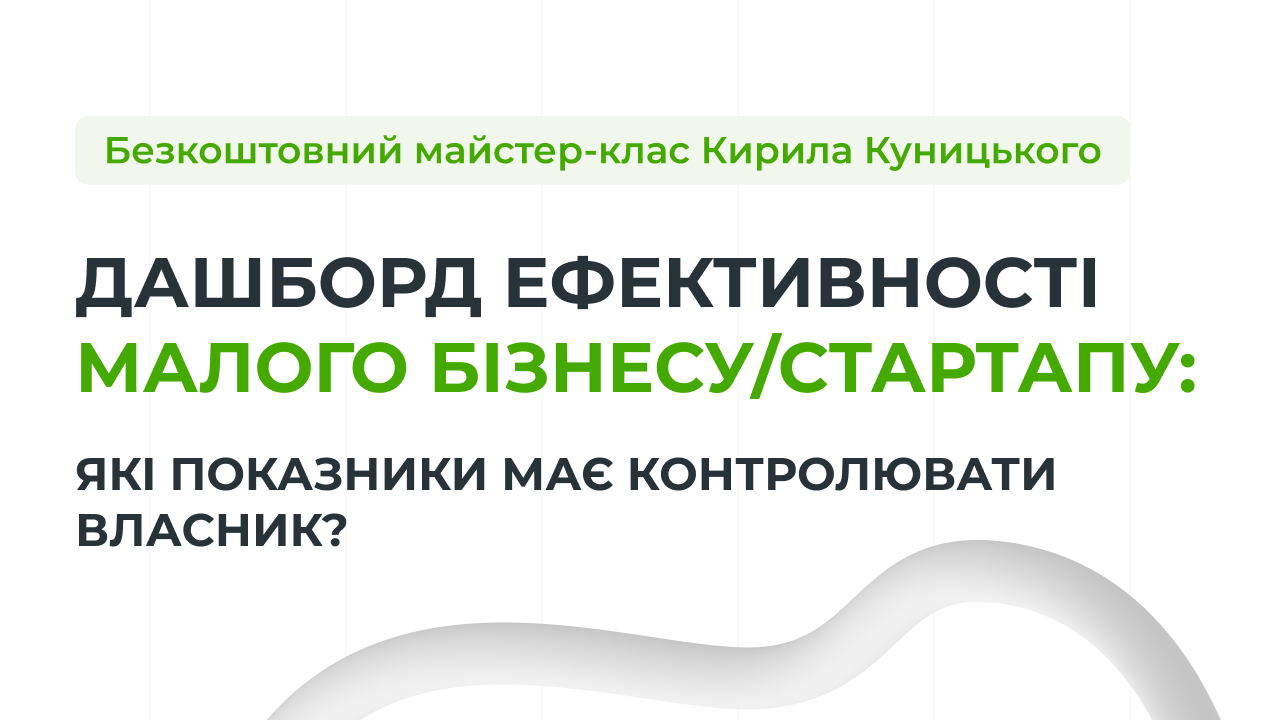 Безкоштовний майстер-клас Кирила Куницького
ДАШБОРД ЕФЕКТИВНОСТІ
МАЛОГО БІЗНЕСУ/СТАРТАПУ:
ЯКІ ПОКАЗНИКИ МАЄ КОНТРОЛЮВАТИ
ВЛАСНИК?